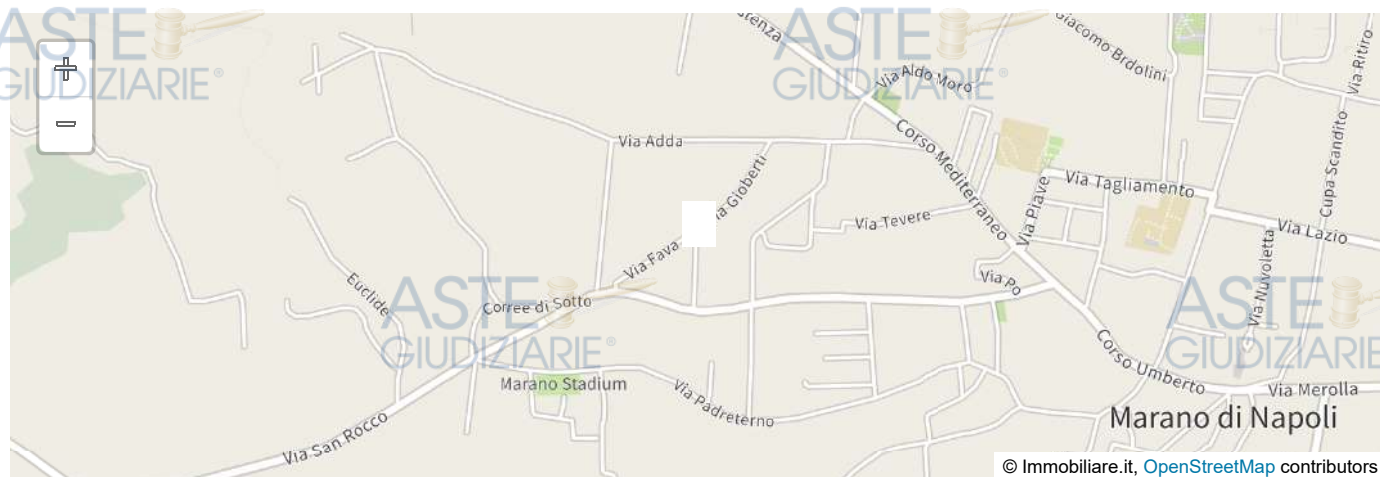 ASTE
GIUDIZIARIE®
ASTE
GIUDIZIARIE®
Giacomo Brdolini
Via Ritiro
Via Aldo Moro
Via Adda
Corso Mediterraneo
Cupa Scandito
Via Gioberti
Via Tagliamento
Via Piave
Via Tevere
Via Lazio
Via Fava
Via Nuvoletta
Via Po
Euclide
ASTE
GIUDIZIARIE®
Corree di Sotto
ASTE
GIUDIZIARIE
Corso Umberto
Marano Stadium
Via Padreterno
Via Merolla
Via San Rocco
Marano di Napoli
© Immobiliare.it, OpenStreetMap contributors